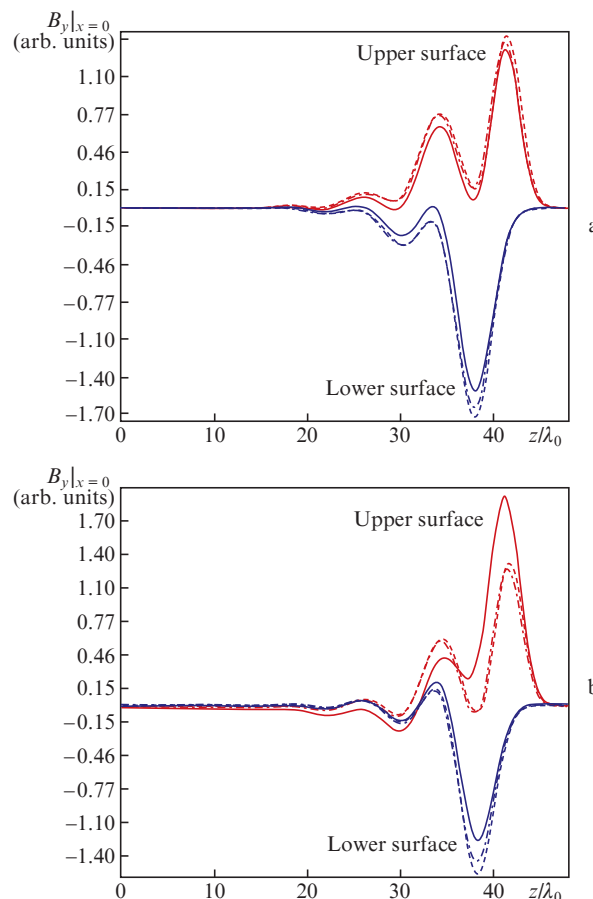 B_y|_{x=0}
(arb. units)
Upper surface
1.10
0.77
0.46
0.15
−0.15
−0.46
−0.77
−1.10
−1.40
−1.70
Lower surface
0 10 20 30 40 z/λ_0
a
B_y|_{x=0}
(arb. units)
Upper surface
1.70
1.40
1.10
0.77
0.46
0.15
−0.15
−0.46
−0.77
−1.10
−1.40
Lower surface
0 10 20 30 40 z/λ_0
b